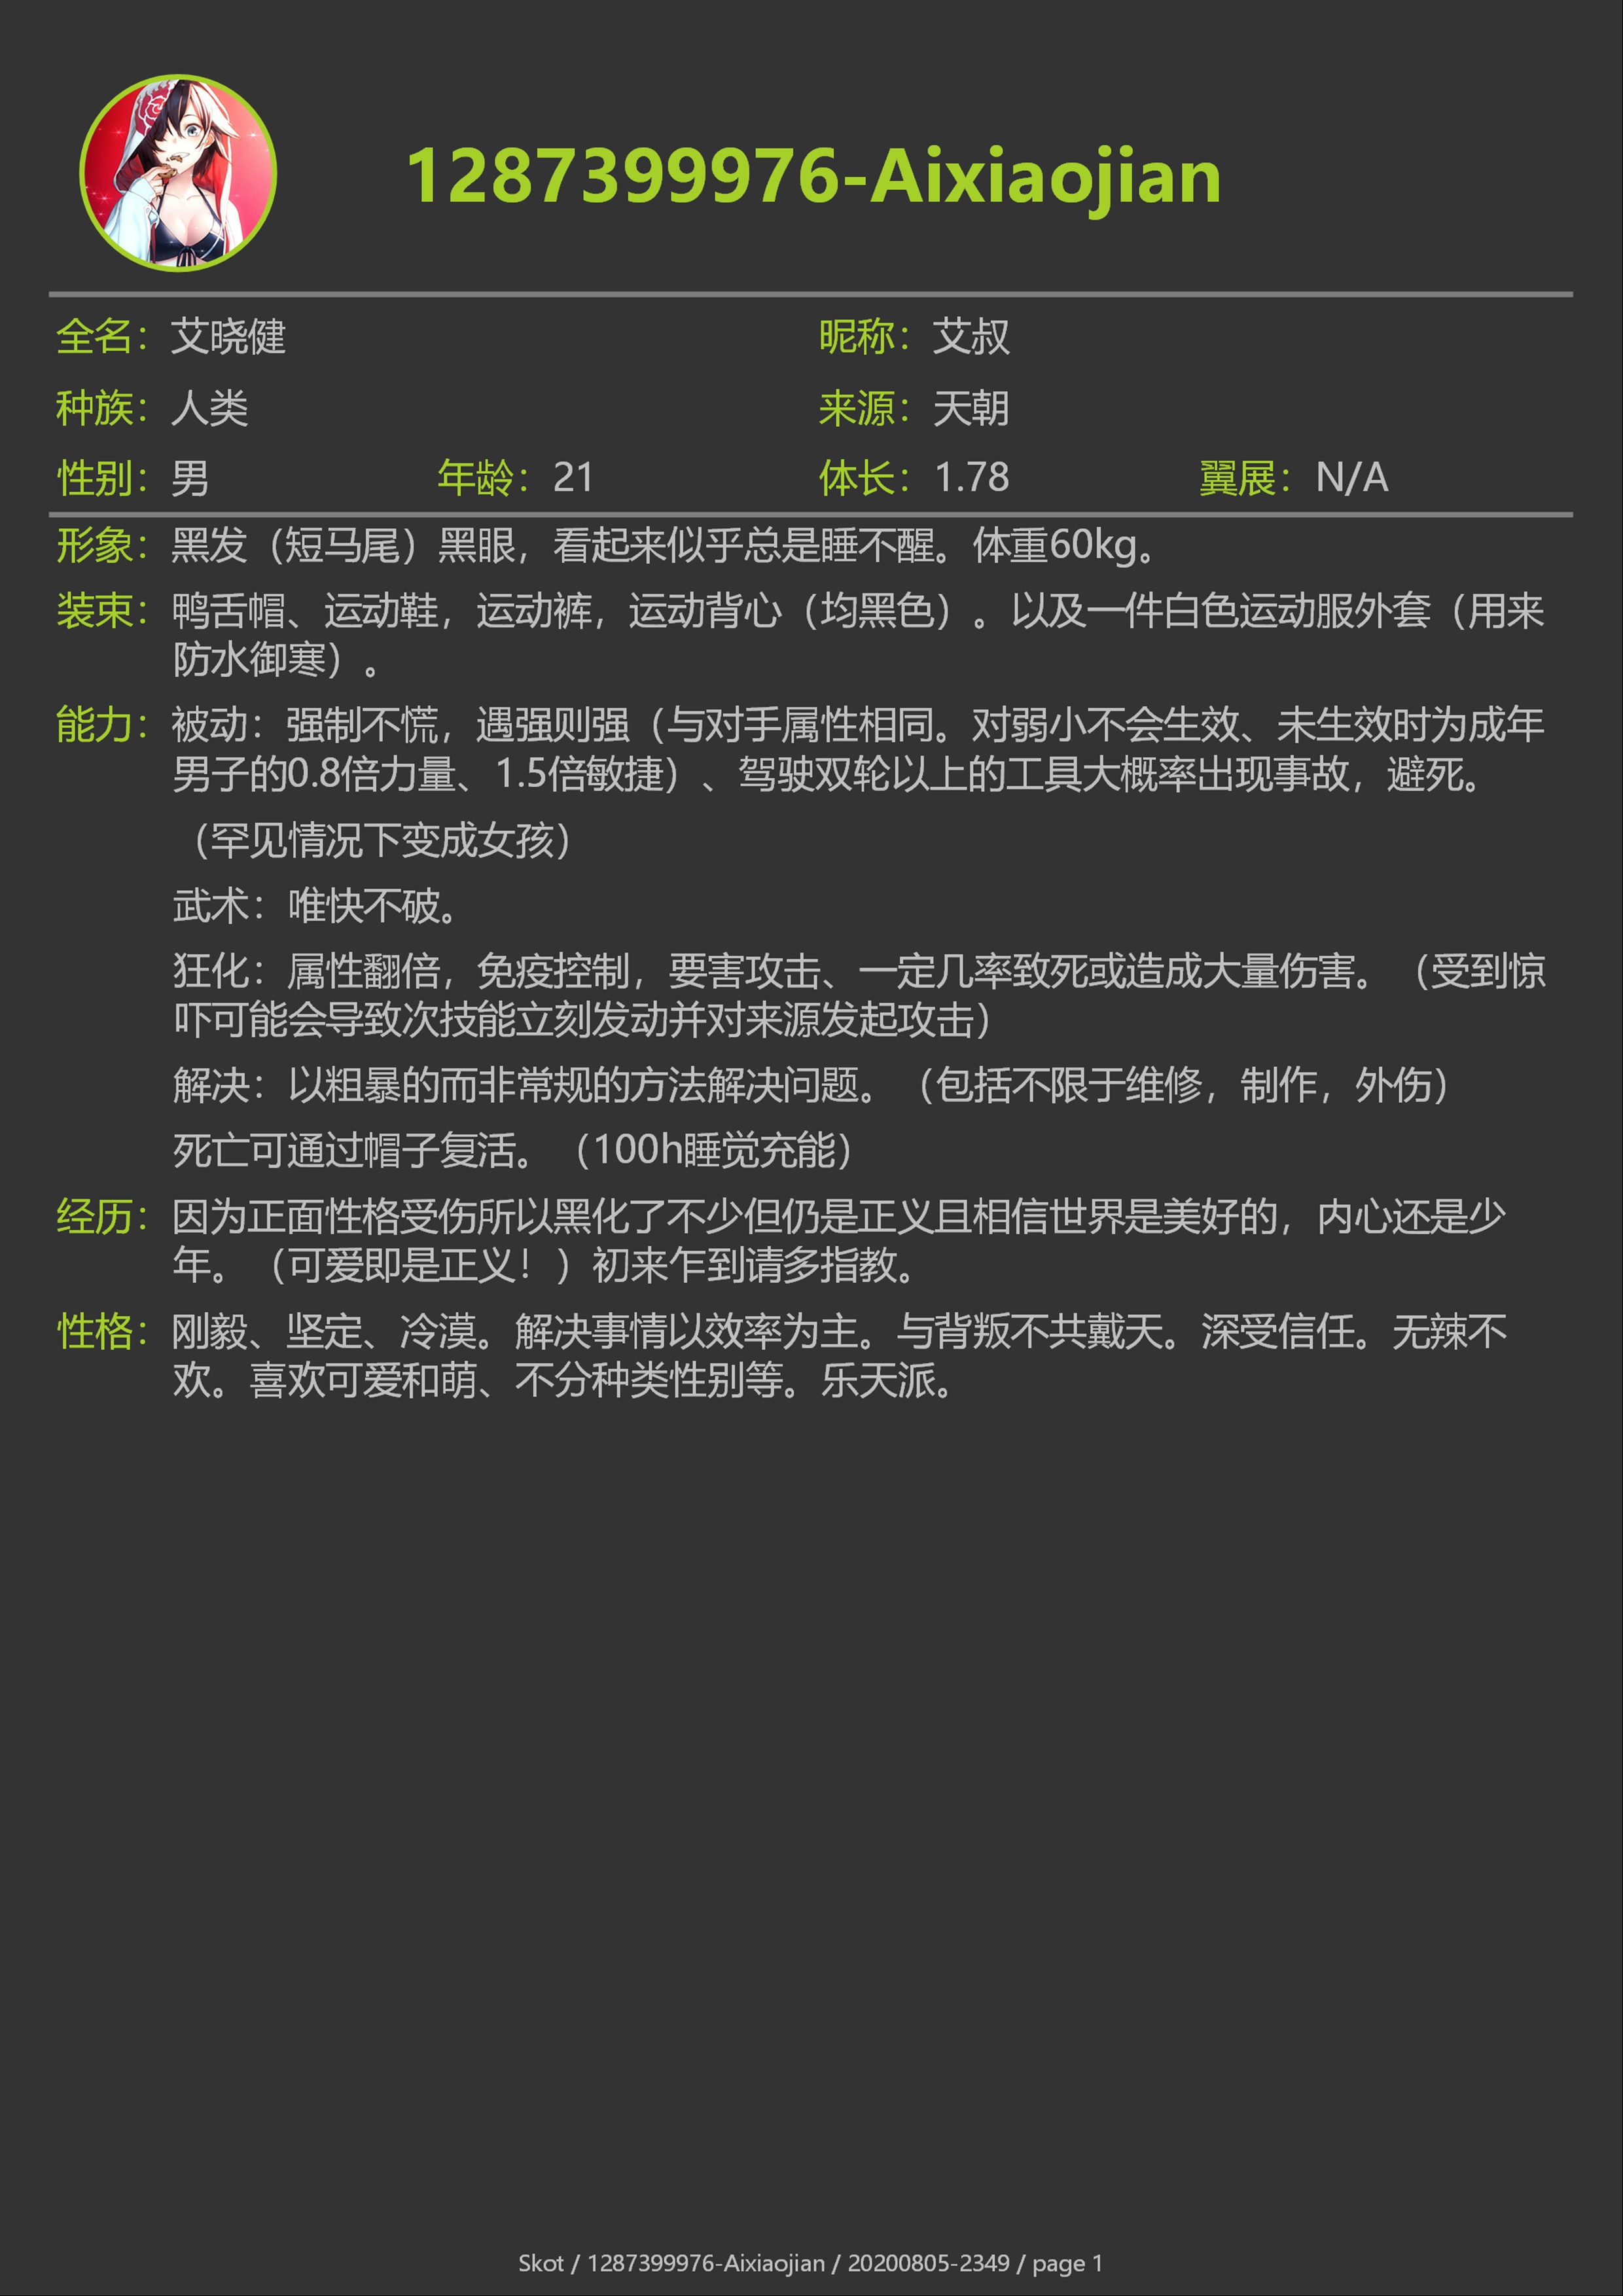 1287399976-Aixiaojian
全名：艾晓健 昵称：艾叔
种族：人类 来源：天朝
性别：男 年龄：21 体长：1.78 翼展：N/A
形象：黑发（短马尾）黑眼，看起来似乎总是睡不醒。体重60kg。
装束：鸭舌帽、运动鞋，运动裤，运动背心（均黑色）。以及一件白色运动服外套（用来
防水御寒）。
能力：被动：强制不慌，遇强则强（与对手属性相同。对弱小不会生效、未生效时为成年
男子的0.8倍力量、1.5倍敏捷）、驾驶双轮以上的工具大概率出现事故，避死。
（罕见情况下变成女孩）
武术：唯快不破。
狂化：属性翻倍，免疫控制，要害攻击、一定几率致死或造成大量伤害。（受到惊
吓可能会导致次技能立刻发动并对来源发起攻击）
解决：以粗暴的而非常规的方法解决问题。（包括不限于维修，制作，外伤）
死亡可通过帽子复活。（100h睡觉充能）
经历：因为正面性格受伤所以黑化了不少但仍是正义且相信世界是美好的，内心还是少
年。（可爱即是正义！）初来乍到请多指教。
性格：刚毅、坚定、冷漠。解决事情以效率为主。与背叛不共戴天。深受信任。无辣不
欢。喜欢可爱和萌、不分种类性别等。乐天派。
Skot / 1287399976-Aixiaojian / 20200805-2349 / page 1